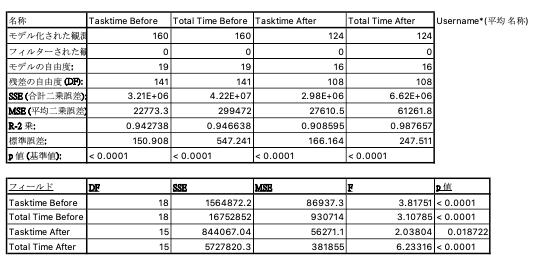 名称 Tasktime Before Total Time Before Tasktime After Total Time After Username*(平均 名称)
モデル化された観測 160 160 124 124
フィルターされた観 0 0 0 0
モデルの自由度: 19 19 16 16
残差の自由度 (DF): 141 141 108 108
SSE (合計二乗誤差): 3.21E+06 4.22E+07 2.98E+06 6.62E+06
MSE (平均二乗誤差) 22773.3 299472 27610.5 61261.8
R-2 乗: 0.942738 0.946638 0.908595 0.987657
標準誤差: 150.908 547.241 166.164 247.511
p 値 (基準値): < 0.0001 < 0.0001 < 0.0001 < 0.0001
フィールド DF SSE MSE F p 値
Tasktime Before 18 1564872.2 86937.3 3.81751 < 0.0001
Total Time Before 18 16752852 930714 3.10785 < 0.0001
Tasktime After 15 844067.04 56271.1 2.03804 0.018722
Total Time After 15 5727820.3 381855 6.23316 < 0.0001